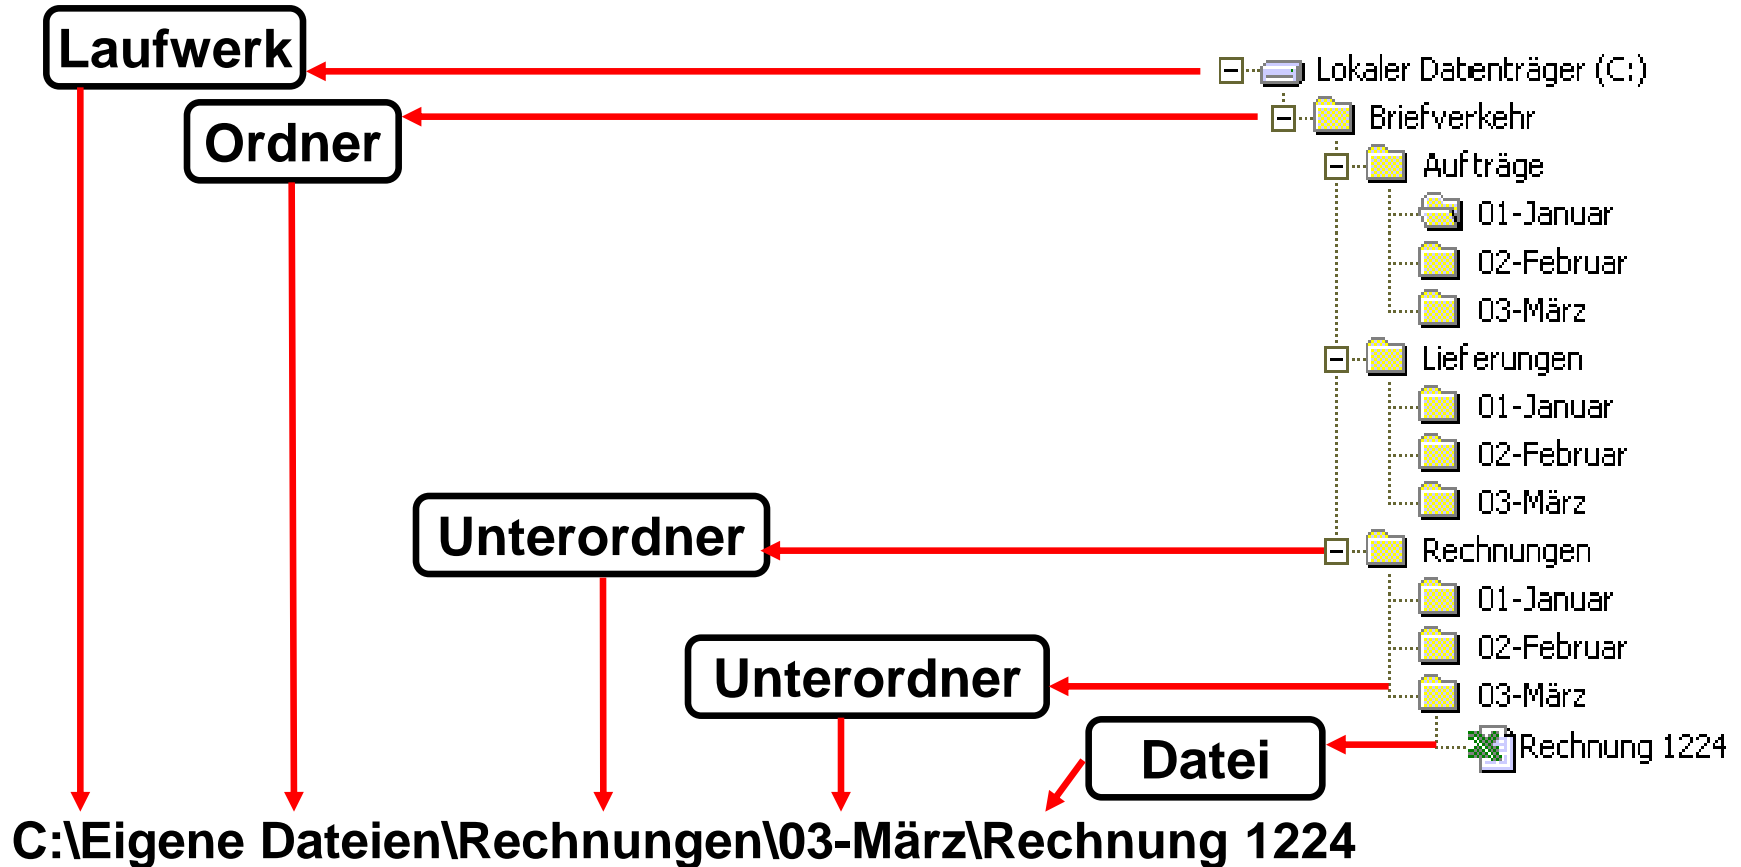 Laufwerk
Lokaler Datenträger (C:)
Ordner
Briefverkehr
Aufträge
01-Januar
02-Februar
03-März
Lieferungen
01-Januar
02-Februar
03-März
Unterordner
Rechnungen
01-Januar
02-Februar
Unterordner
03-März
Datei
Rechnung 1224
C:\Eigene Dateien\Rechnungen\03-März\Rechnung 1224